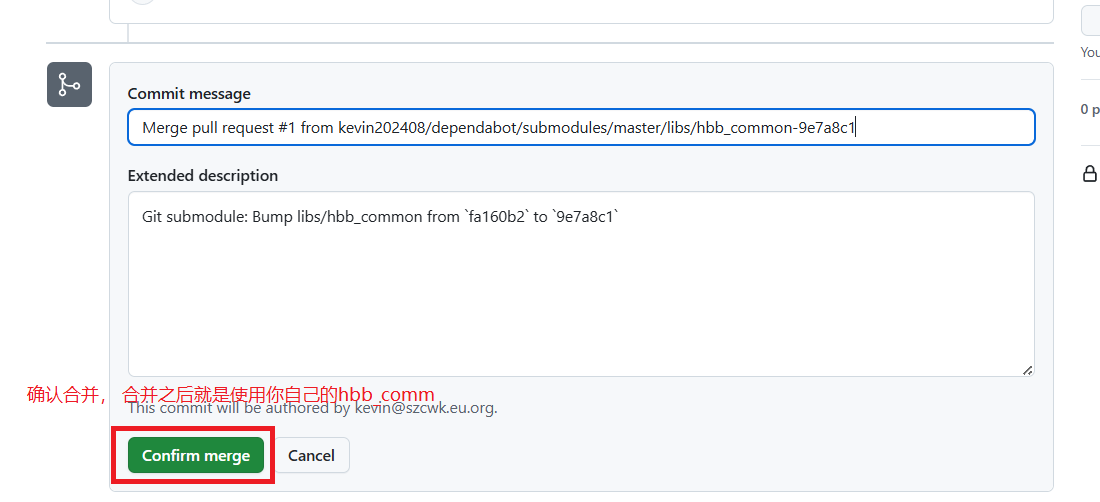 You
Commit message
0 p
Merge pull request #1 from kevin202408/dependabot/submodules/master/libs/hbb_common-9e7a8c1
Extended description
Git submodule: Bump libs/hbb_common from `fa160b2` to `9e7a8c1`
确认合并， 合并之后就是使用你自己的hbb_comm
This commit will be authored by kevin@szcwk.eu.org.
Confirm merge
Cancel